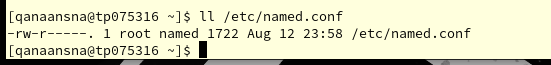 [qanaansna@tp075316 ~]$ ll /etc/named.conf
-rw-r-----. 1 root named 1722 Aug 12 23:58 /etc/named.conf
[qanaansna@tp075316 ~]$